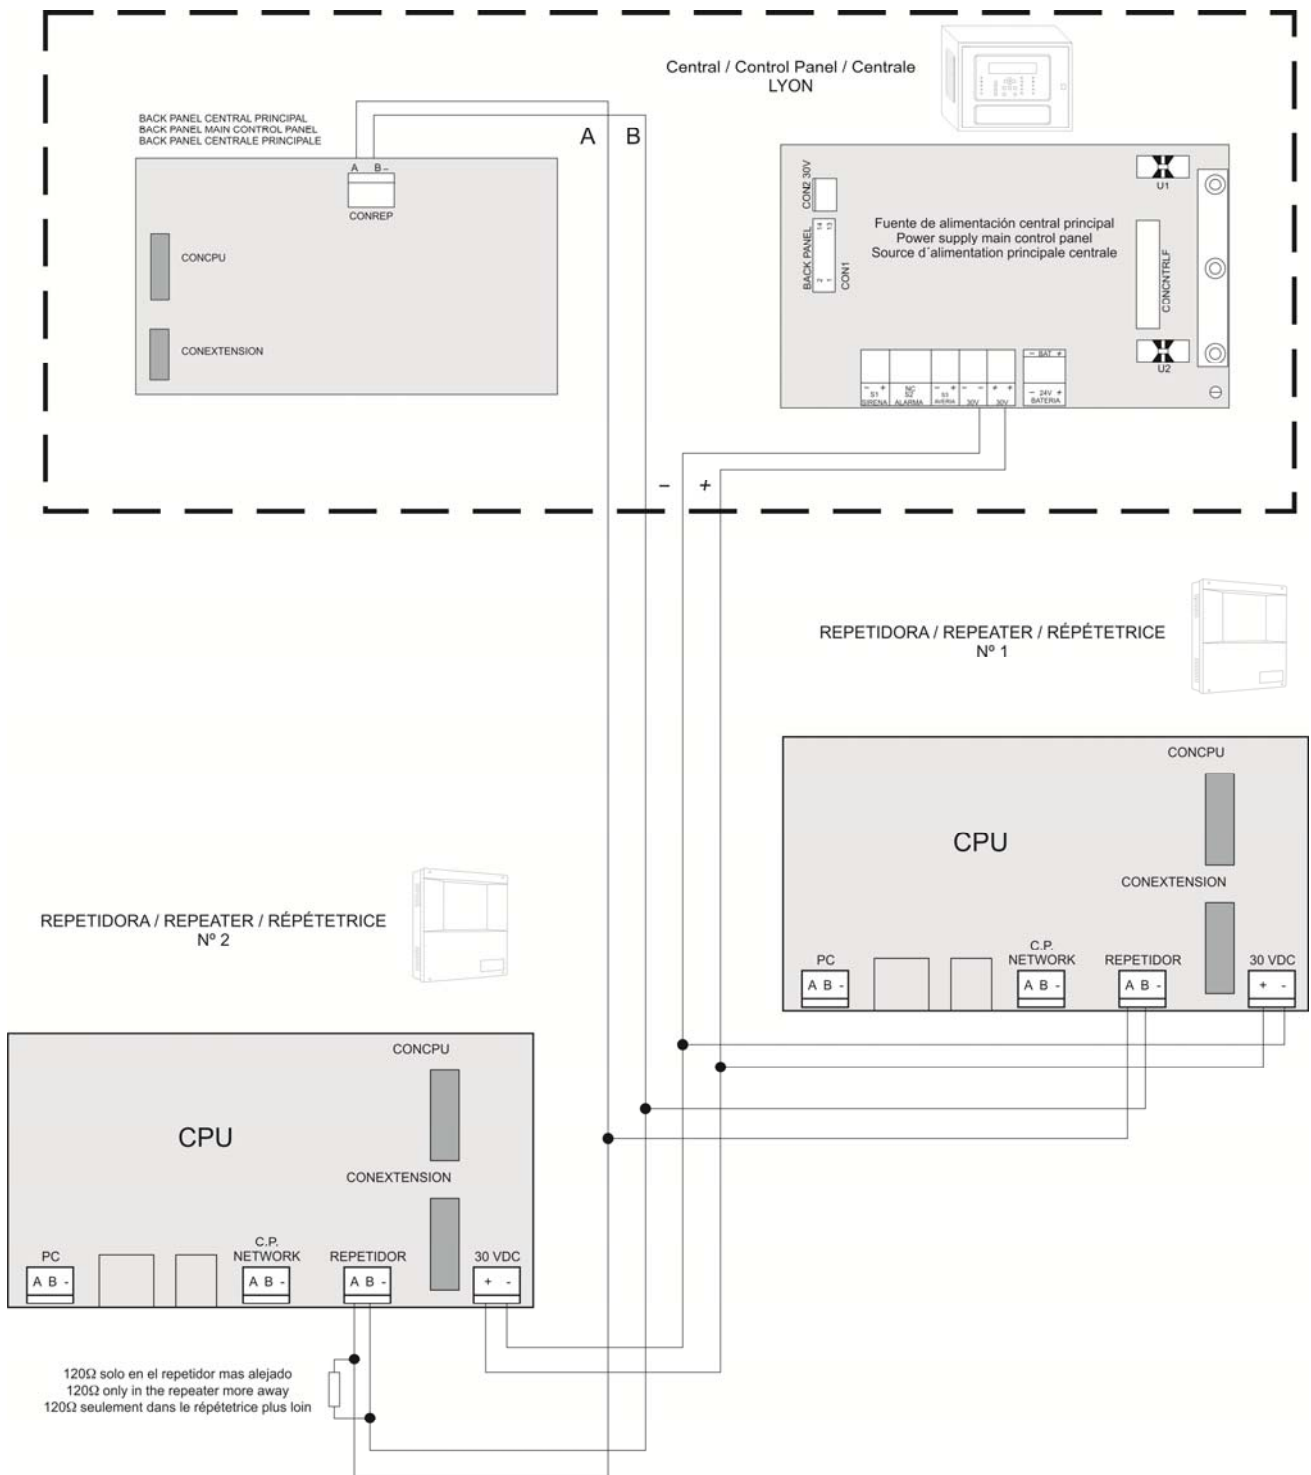 Central / Control Panel / Centrale
LYON
BACK PANEL CENTRAL PRINCIPAL
BACK PANEL MAIN CONTROL PANEL
BACK PANEL CENTRALE PRINCIPALE
A B
A B -
CONREP
CONCPU
CONEXTENSION
CON2 30V
BACK PANEL
14 13
2 1
CON1
Fuente de alimentación central principal
Power supply main control panel
Source d´alimentation principale centrale
U1
CONCNTRLF
U2
- BAT +
- +
S1
SIRENA
NC
S2
ALARMA
- +
S3
AVERIA
- -
30V
+ +
30V
- 24V +
BATERIA
- +
REPETIDORA / REPEATER / RÉPÉTETRICE
Nº 1
CONCPU
CPU
CONEXTENSION
PC
A B -
C.P.
NETWORK
A B -
REPETIDOR
A B -
30 VDC
+ -
REPETIDORA / REPEATER / RÉPÉTETRICE
Nº 2
CONCPU
CPU
CONEXTENSION
PC
A B -
C.P.
NETWORK
A B -
REPETIDOR
A B -
30 VDC
+ -
120Ω solo en el repetidor mas alejado
120Ω only in the repeater more away
120Ω seulement dans le répétetrice plus loin